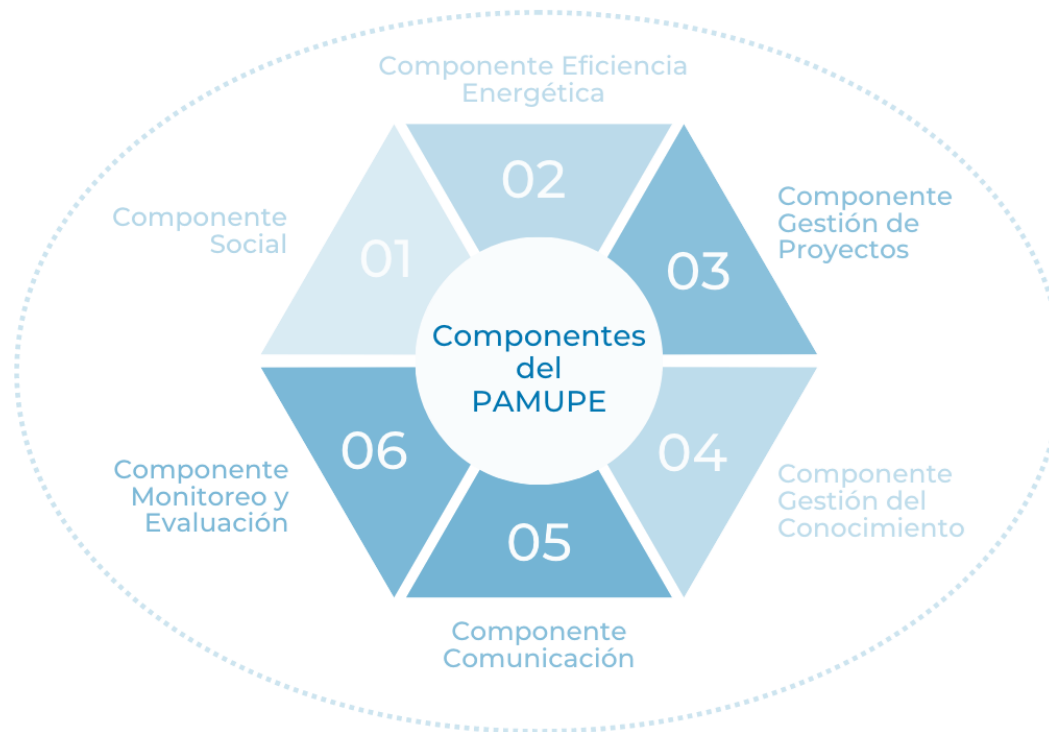 Componente Eficiencia
Energética
02
Componente
Social
01
Componente
Gestión de
Proyectos
03
Componentes
del
PAMUPE
06
Componente
Monitoreo y
Evaluación
04
Componente
Gestión del
Conocimiento
05
Componente
Comunicación